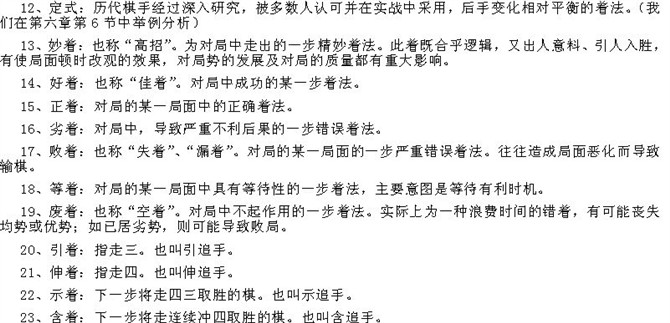 12、定式：历代棋手经过深入研究，被多数人认可并在实战中采用，后手变化相对平衡的着法。（我
们在第六章第6节中举例分析）
13、妙着：也称“高招”。为对局中走出的一步精妙着法。此着既合乎逻辑，又出人意料、引人入胜，
有使局面顿时改观的效果，对局势的发展及对局的质量都有重大影响。
14、好着：也称“佳着”。对局中成功的某一步着法。
15、正着：对局的某一局面中的正确着法。
16、劣着：对局中，导致严重不利后果的一步错误着法。
17、败着：也称“失着”、“漏着”。对局的某一局面的一步严重错误着法。往往造成局面恶化而导致
输棋。
18、等着：对局的某一局面中具有等待性的一步着法，主要意图是等待有利时机。
19、废着：也称“空着”。对局中不起作用的一步着法。实际上为一种浪费时间的错着，有可能丧失
均势或优势；如已居劣势，则可能导致败局。
20、引着：指走三。也叫引追手。
21、伸着：指走四。也叫伸追手。
22、示着：下一步将走四三取胜的棋。也叫示追手。
23、含着：下一步将走连续冲四取胜的棋。也叫含追手。